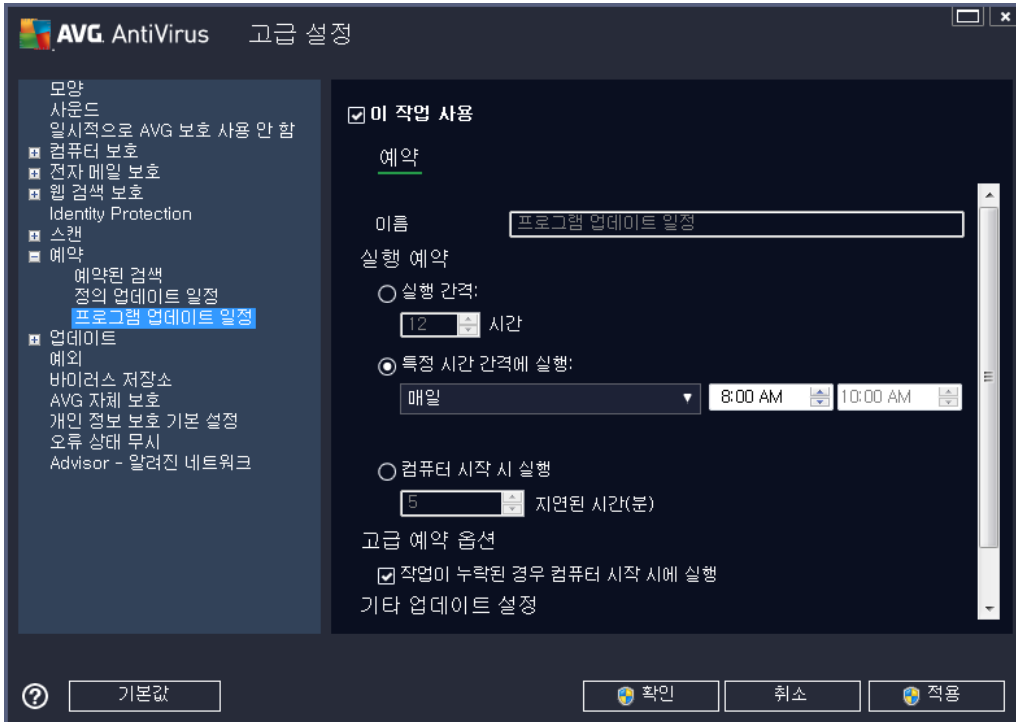 AVG. AntiVirus 고급 설정
모양
사운드
일시적으로 AVG 보호 사용 안 함
컴퓨터 보호
전자 메일 보호
웹 검색 보호
Identity Protection
스캔
예약
예약된 검색
정의 업데이트 일정
프로그램 업데이트 일정
업데이트
예외
바이러스 저장소
AVG 자체 보호
개인 정보 보호 기본 설정
오류 상태 무시
Advisor - 알려진 네트워크
이 작업 사용
예약
이름 프로그램 업데이트 일정
실행 예약
실행 간격:
12 시간
특정 시간 간격에 실행:
매일 8:00 AM 10:00 AM
컴퓨터 시작 시 실행
5 지연된 시간(분)
고급 예약 옵션
작업이 누락된 경우 컴퓨터 시작 시에 실행
기타 업데이트 설정
? 기본값 확인 취소 적용